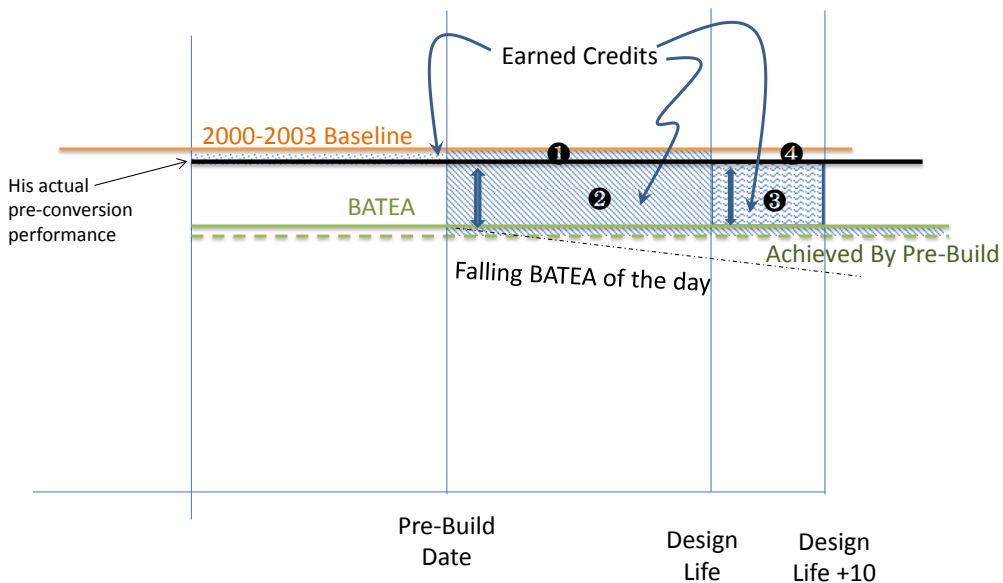 Earned Credits
2000-2003 Baseline
❶
❹
His actual
pre-conversion
performance
BATEA
❷
❸
Achieved By Pre-Build
Falling BATEA of the day
Pre-Build
Date
Design
Life
Design
Life +10